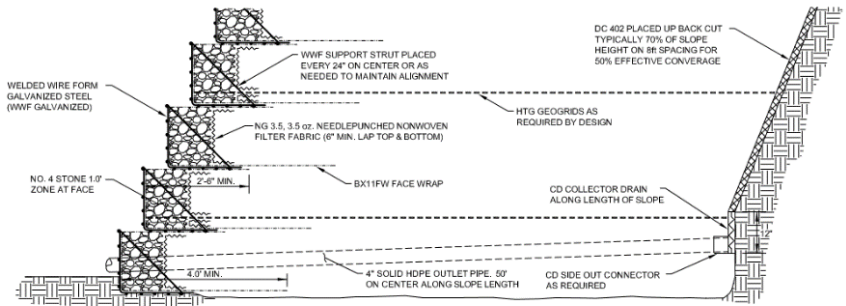 DC 402 PLACED UP BACK CUT
TYPICALLY 70% OF SLOPE
HEIGHT ON 8ft SPACING FOR
50% EFFECTIVE CONVERAGE
WWF SUPPORT STRUT PLACED
EVERY 24" ON CENTER OR AS
NEEDED TO MAINTAIN ALIGNMENT
WELDED WIRE FORM
GALVANIZED STEEL
(WWF GALVANIZED)
HTG GEOGRIDS AS
REQUIRED BY DESIGN
NG 3.5, 3.5 oz. NEEDLEPUNCHED NONWOVEN
FILTER FABRIC (6" MIN. LAP TOP & BOTTOM)
NO. 4 STONE 1.0'
ZONE AT FACE
2'-6" MIN.
BX11FW FACE WRAP
CD COLLECTOR DRAIN
ALONG LENGTH OF SLOPE
12"
4.0' MIN.
4" SOLID HDPE OUTLET PIPE. 50'
ON CENTER ALONG SLOPE LENGTH
CD SIDE OUT CONNECTOR
AS REQUIRED